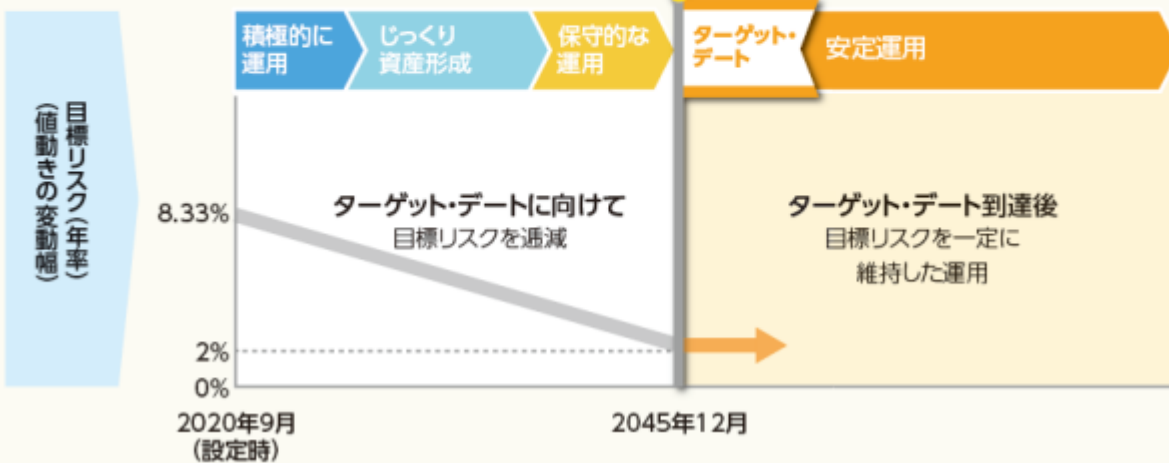 積極的に
運用
じっくり
資産形成
保守的な
運用
ターゲット・
デート
安定運用
目標リスク(年率)
(値動きの変動幅)
8.33%
2%
0%
ターゲット・デートに向けて
目標リスクを逓減
ターゲット・デート到達後
目標リスクを一定に
維持した運用
2020年9月
(設定時)
2045年12月